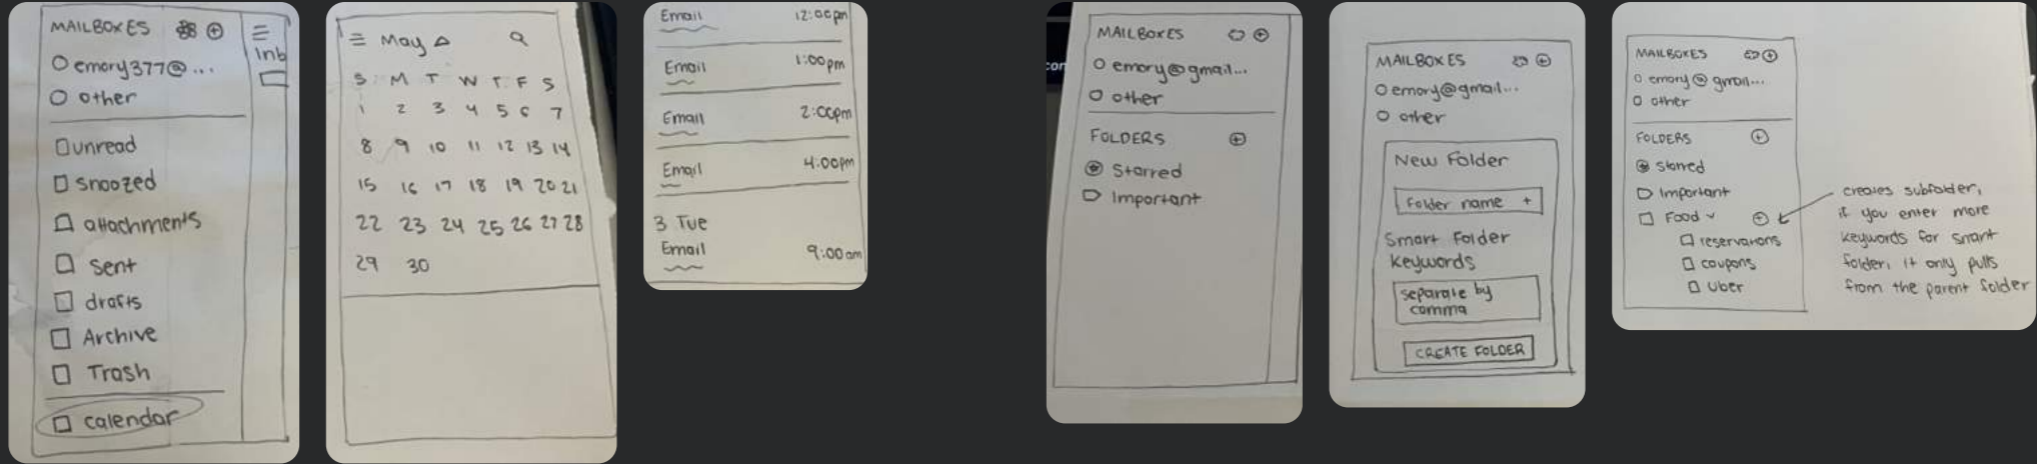 MAILBOXES
emory377@...
other
unread
snoozed
attachments
sent
drafts
Archive
Trash
calendar
Inb
May
S M T W T F S
1 2 3 4 5 6 7
8 9 10 11 12 13 14
15 16 17 18 19 20 21
22 23 24 25 26 27 28
29 30
Email 12:00pm
Email 1:00pm
Email 2:00pm
Email 4:00pm
3 Tue
Email 9:00am
con
MAILBOXES
emory@gmail...
other
FOLDERS
Starred
Important
MAILBOXES
emory@gmail...
other
New Folder
Folder name +
Smart Folder
Keywords
separate by
comma
CREATE FOLDER
MAILBOXES
emory@gmail...
other
FOLDERS
Starred
Important
Food
reservations
coupons
Uber
creates subfolder,
if you enter more
keywords for smart
folder, it only pulls
from the parent folder